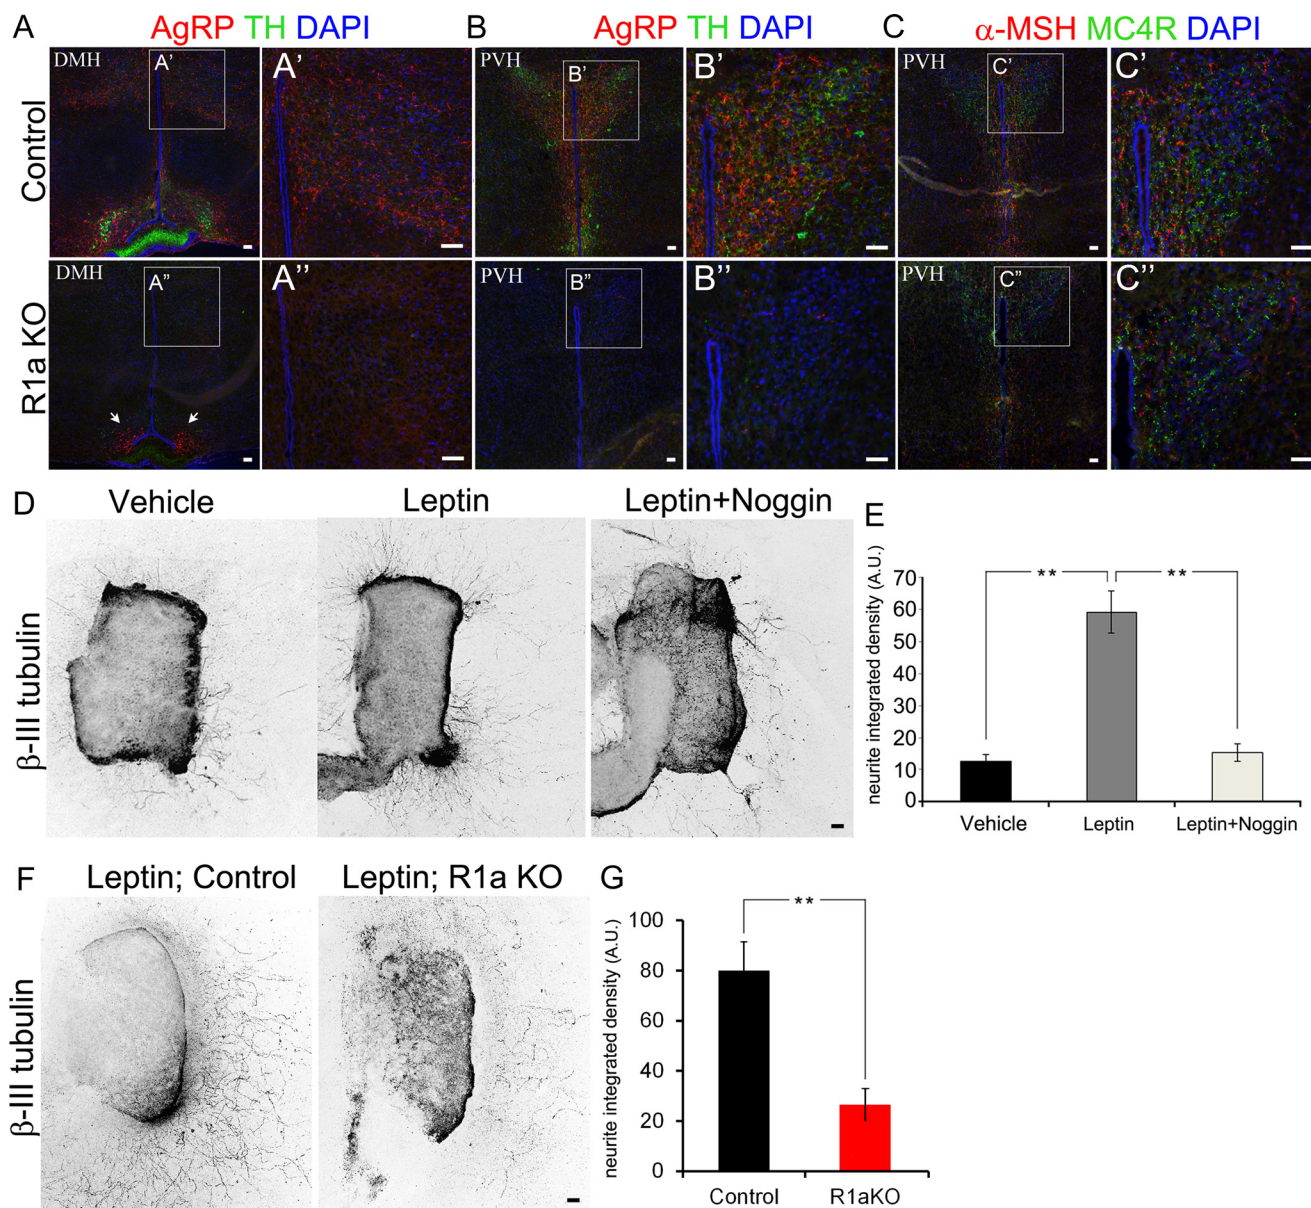 A AgRP TH DAPI B AgRP TH DAPI C α-MSH MC4R DAPI
Control
DMH A' A' PVH B' B' PVH C' C'
R1a KO
DMH A'' A'' PVH B'' B'' PVH C'' C''
D Vehicle Leptin Leptin+Noggin
β-III tubulin
E
neurite integrated density (A.U.)
** **
70
60
50
40
30
20
10
0
Vehicle Leptin Leptin+Noggin
F Leptin; Control Leptin; R1a KO
β-III tubulin
G
neurite integrated density (A.U.)
**
100
80
60
40
20
0
Control R1aKO